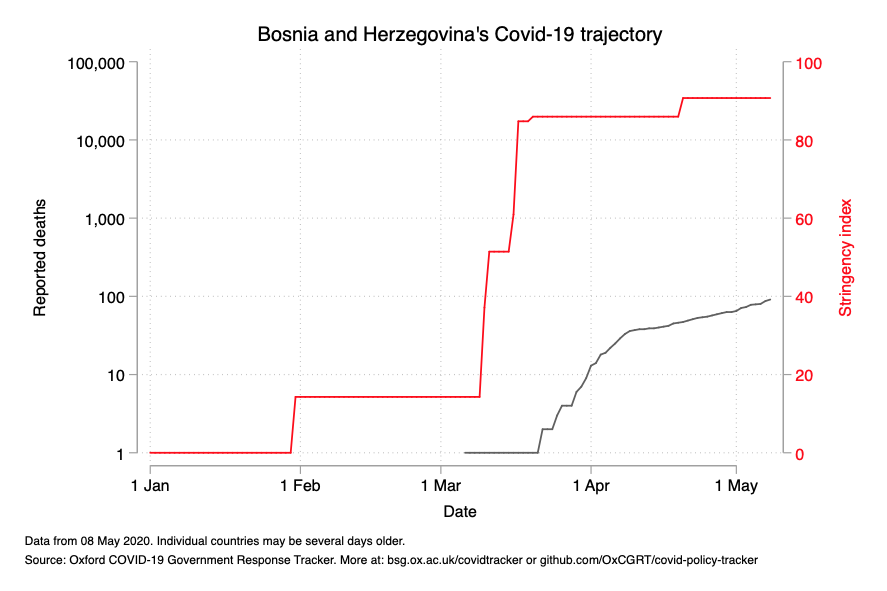 Bosnia and Herzegovina's Covid-19 trajectory
100,000
10,000
1,000
100
10
1
Reported deaths
100
80
60
40
20
0
Stringency index
1 Jan
1 Feb
1 Mar
1 Apr
1 May
Date
Data from 08 May 2020. Individual countries may be several days older.
Source: Oxford COVID-19 Government Response Tracker. More at: bsg.ox.ac.uk/covidtracker or github.com/OxCGRT/covid-policy-tracker